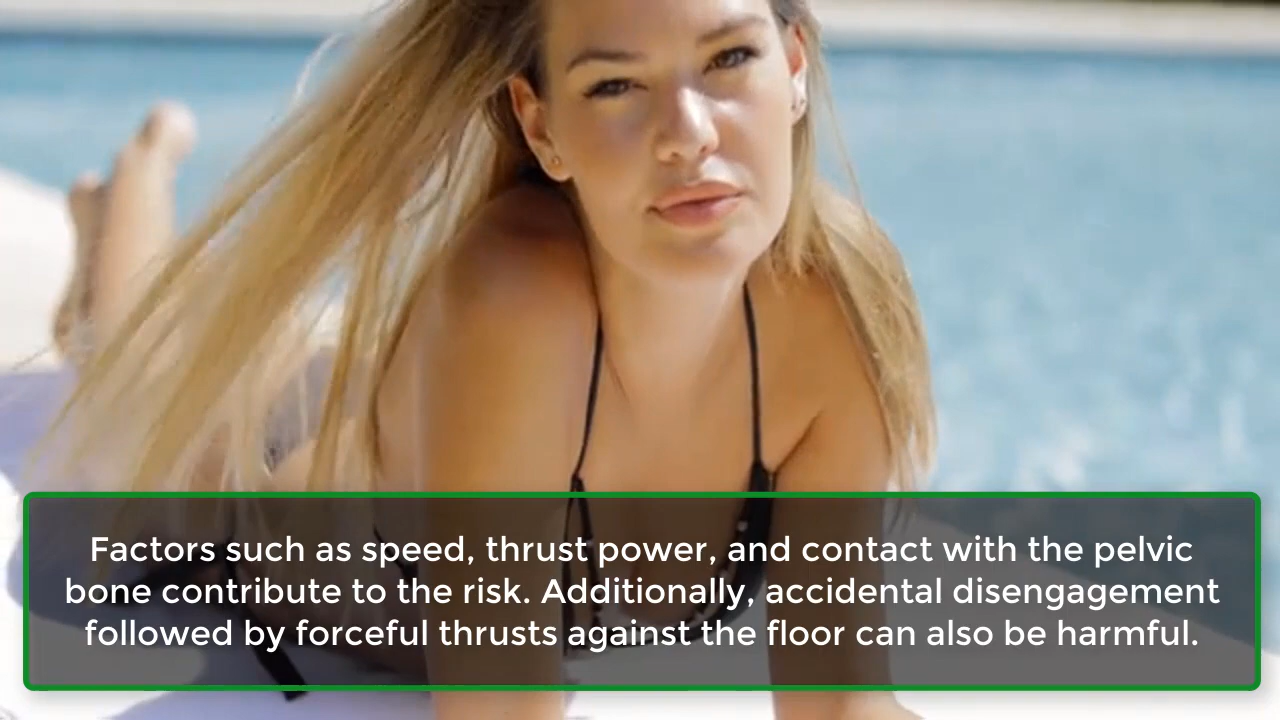 Factors such as speed, thrust power, and contact with the pelvic
bone contribute to the risk. Additionally, accidental disengagement
followed by forceful thrusts against the floor can also be harmful.